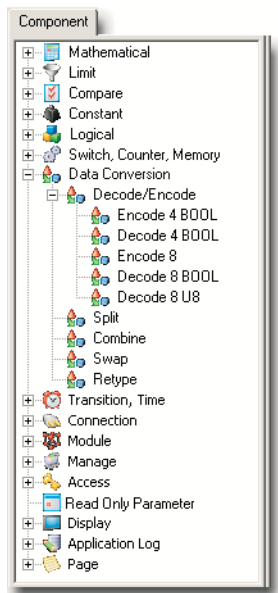 Component
Mathematical
Limit
Compare
Constant
Logical
Switch, Counter, Memory
Data Conversion
Decode/Encode
Encode 4 BOOL
Decode 4 BOOL
Encode 8
Decode 8 BOOL
Decode 8 U8
Split
Combine
Swap
Retype
Transition, Time
Connection
Module
Manage
Access
Read Only Parameter
Display
Application Log
Page